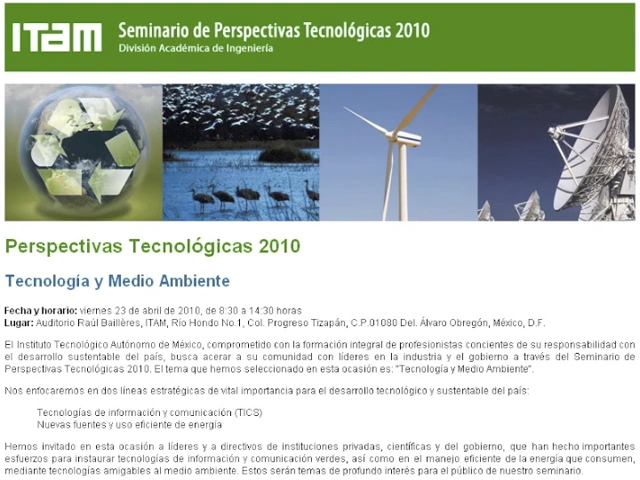 ITAM
Seminario de Perspectivas Tecnológicas 2010
División Académica de Ingeniería
Perspectivas Tecnológicas 2010
Tecnología y Medio Ambiente
Fecha y horario: viernes 23 de abril de 2010, de 8:30 a 14:30 horas
Lugar: Auditorio Raúl Baillères, ITAM, Río Hondo No.1, Col. Progreso Tizapán, C.P.01080 Del. Álvaro Obregón, México, D.F.
El Instituto Tecnológico Autónomo de México, comprometido con la formación integral de profesionistas concientes de su responsabilidad con
el desarrollo sustentable del país, busca acerar a su comunidad con líderes en la industria y el gobierno a través del Seminario de
Perspectivas Tecnológicas 2010. El tema que hemos seleccionado en esta ocasión es: "Tecnología y Medio Ambiente".
Nos enfocaremos en dos líneas estratégicas de vital importancia para el desarrollo tecnológico y sustentable del país:
Tecnologías de información y comunicación (TICS)
Nuevas fuentes y uso eficiente de energía
Hemos invitado en esta ocasión a líderes y a directivos de instituciones privadas, científicas y del gobierno, que han hecho importantes
esfuerzos para instaurar tecnologías de información y comunicación verdes, así como en el manejo eficiente de la energía que consumen,
mediante tecnologías amigables al medio ambiente. Estos serán temas de profundo interés para el público de nuestro seminario.